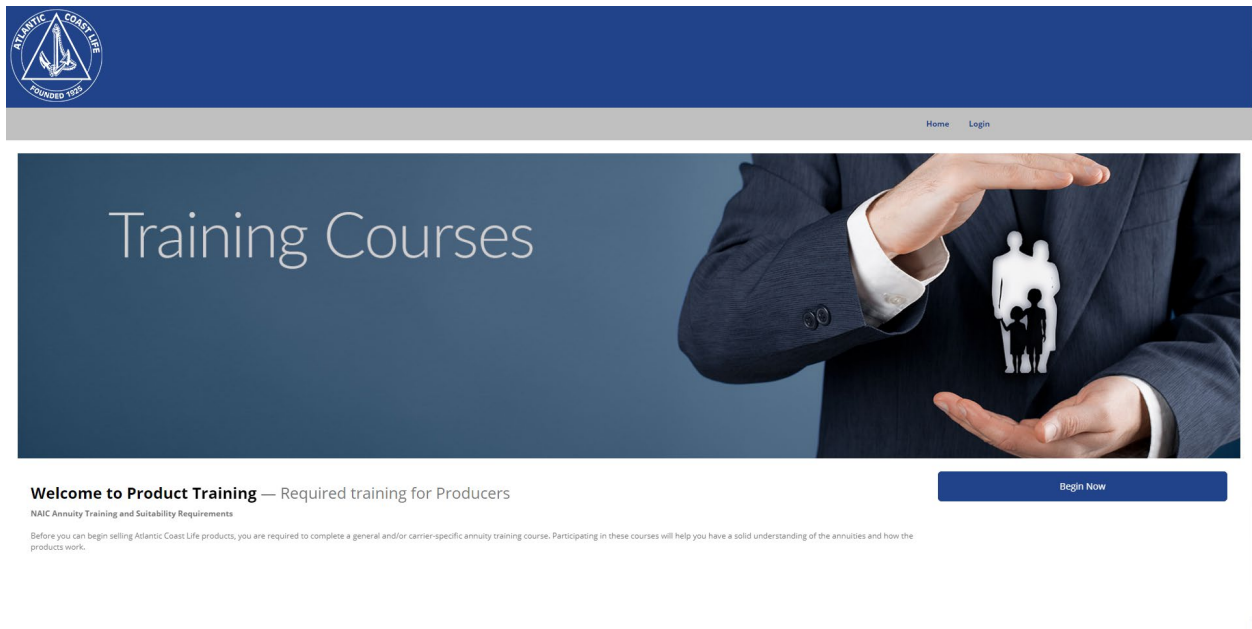 ATLANTIC COAST LIFE
FOUNDED 1925
Home Login
Training Courses
Welcome to Product Training — Required training for Producers
Begin Now
NAIC Annuity Training and Suitability Requirements
Before you can begin selling Atlantic Coast Life products, you are required to complete a general and/or carrier-specific annuity training course. Participating in these courses will help you have a solid understanding of the annuities and how the
products work.